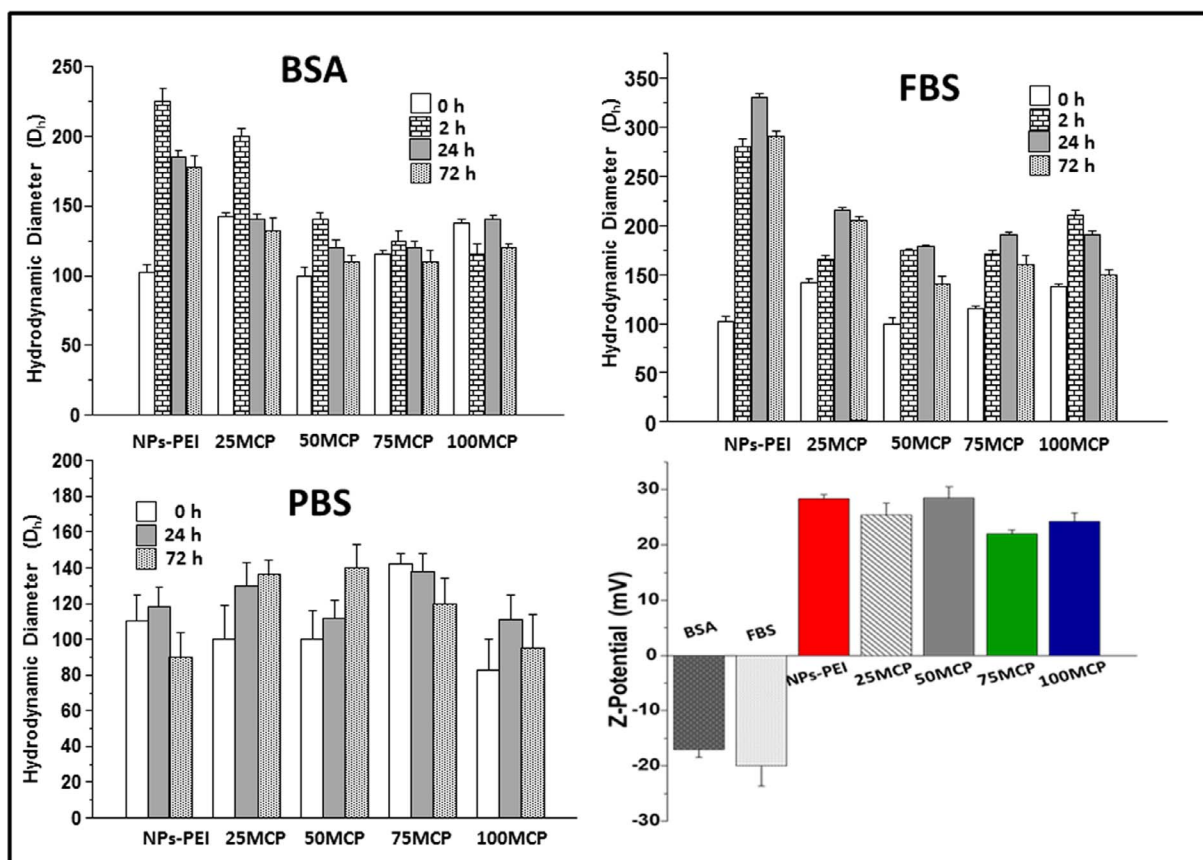 BSA
Hydrodynamic Diameter (Dh)
250
200
150
100
50
0
0 h
2 h
24 h
72 h
NPs-PEI 25MCP 50MCP 75MCP 100MCP
FBS
Hydrodynamic Diameter (Dh)
350
300
250
200
150
100
50
0
0 h
2 h
24 h
72 h
NPs-PEI 25MCP 50MCP 75MCP 100MCP
PBS
Hydrodynamic Diameter (Dh)
200
180
160
140
120
100
80
60
40
20
0
0 h
24 h
72 h
NPs-PEI 25MCP 50MCP 75MCP 100MCP
Z-Potential (mV)
30
20
10
0
-10
-20
-30
BSA FBS NPs-PEI 25MCP 50MCP 75MCP 100MCP